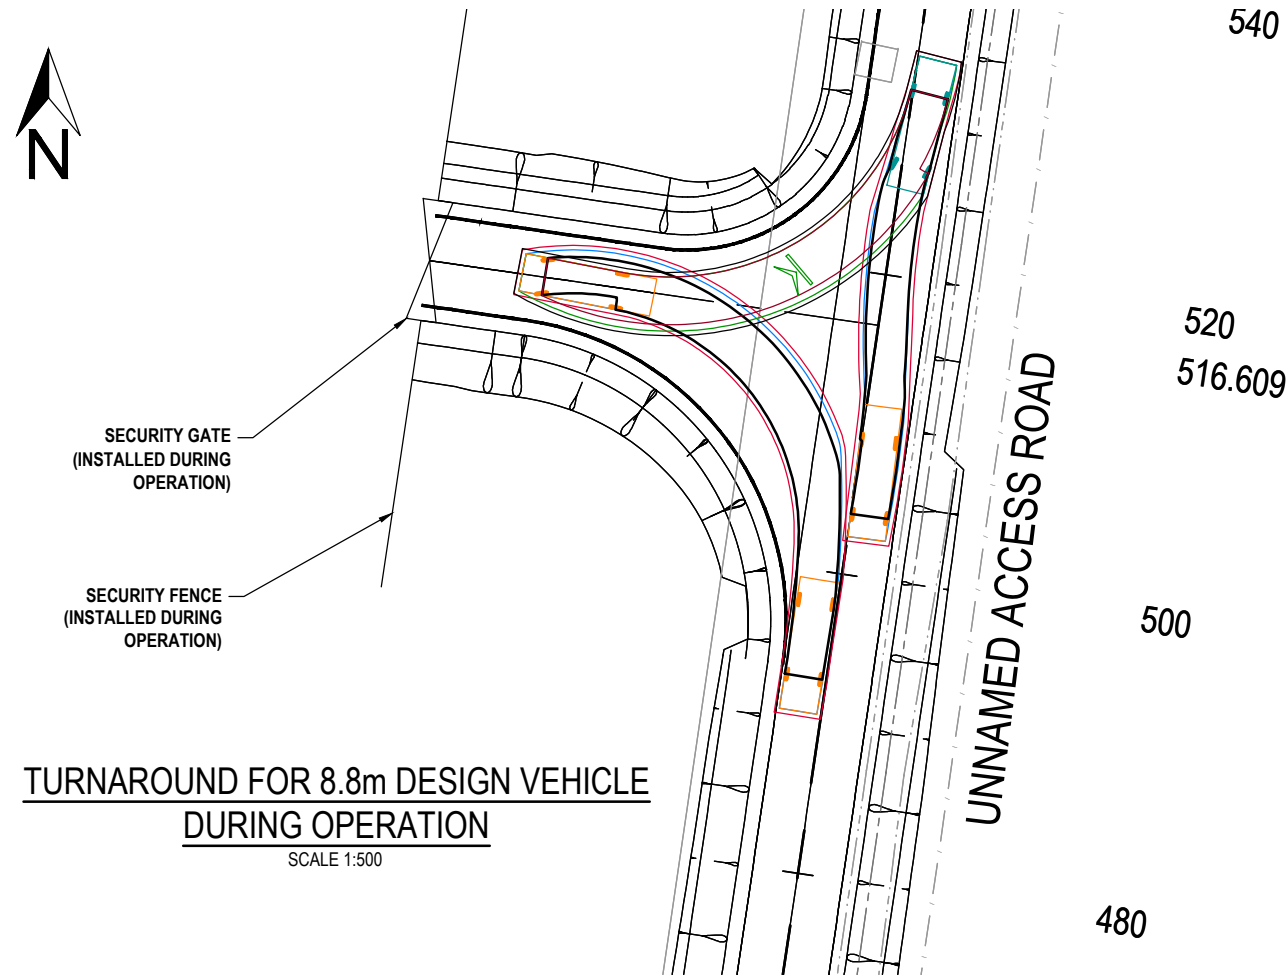 540
N
520
516.609
SECURITY GATE
(INSTALLED DURING
OPERATION)
UNNAMED ACCESS ROAD
SECURITY FENCE
(INSTALLED DURING
OPERATION)
500
TURNAROUND FOR 8.8m DESIGN VEHICLE
DURING OPERATION
SCALE 1:500
480